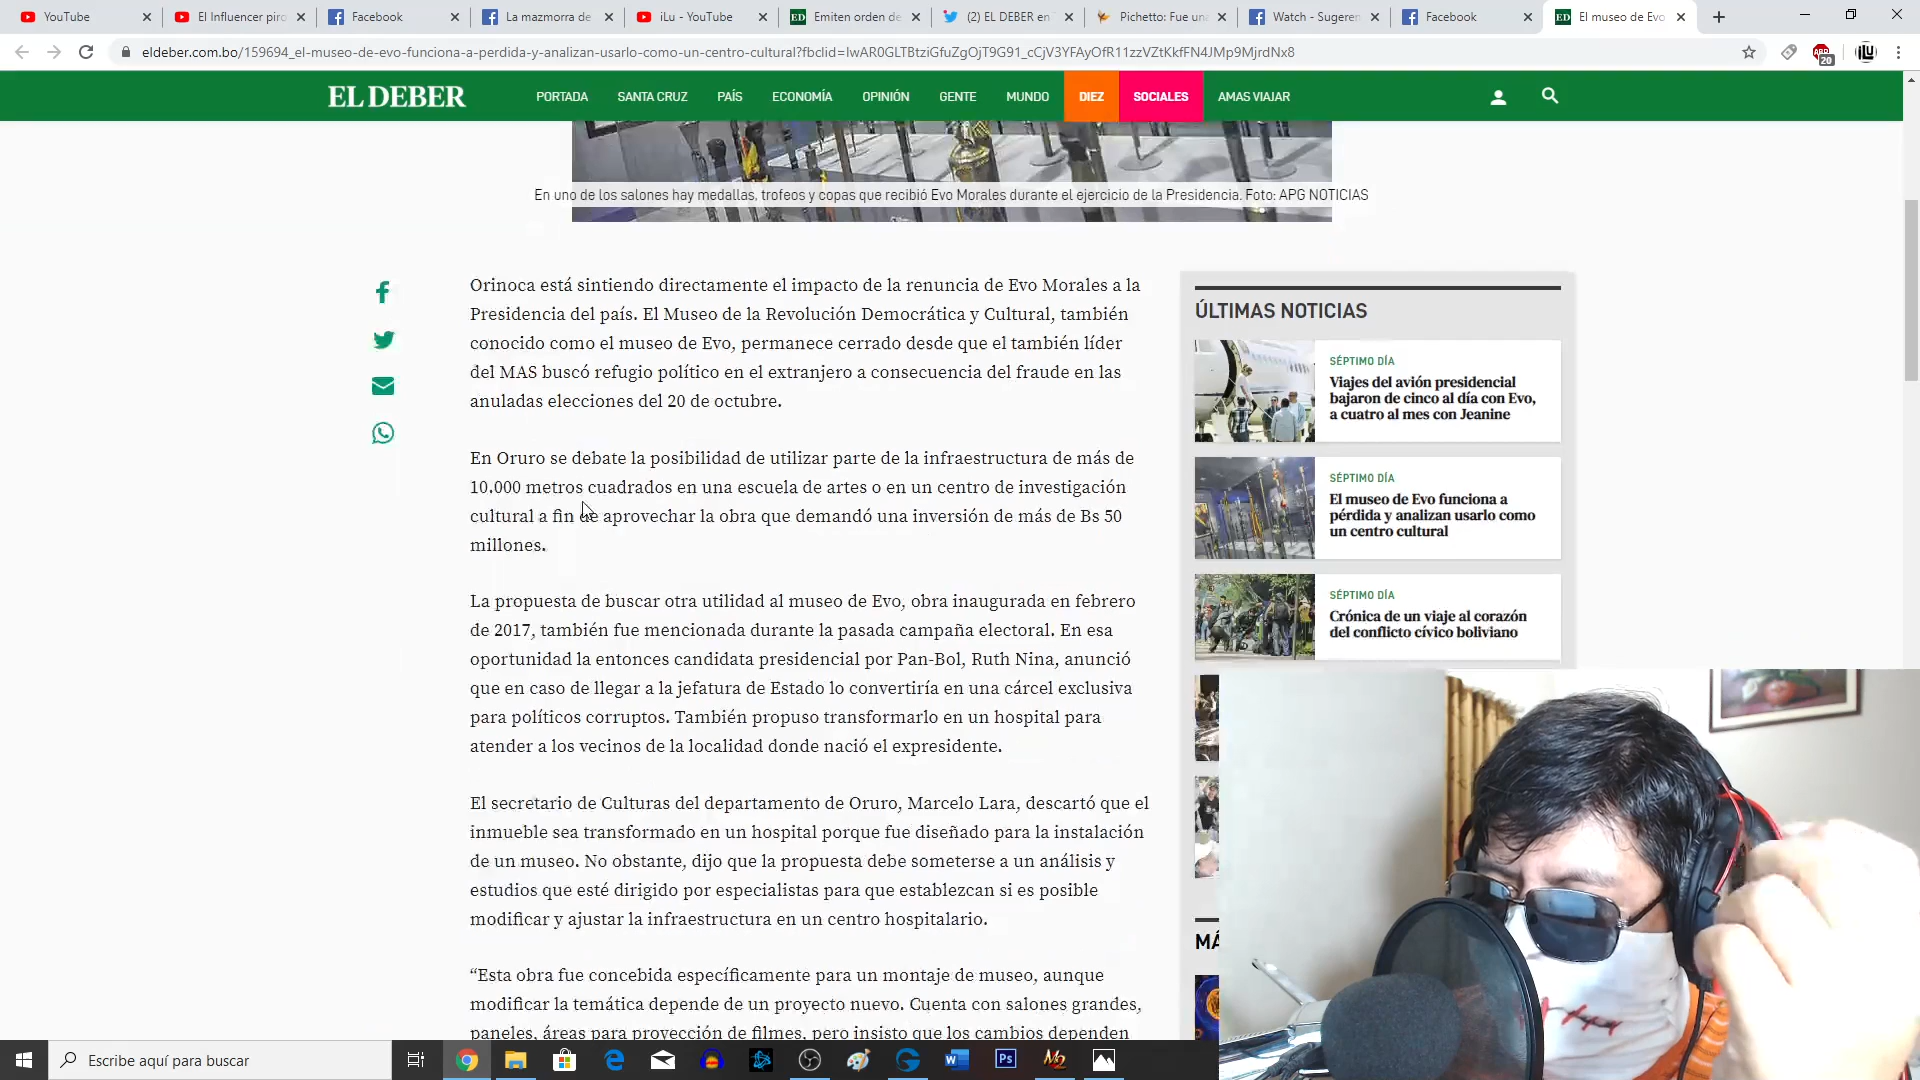 YouTube
El Influencer piro
Facebook
La mazmorra de
iLu - YouTube
Emiten orden de
(2) EL DEBER en
Pichetto: Fue una
Watch - Sugeren
Facebook
El museo de Evo
eldeber.com.bo/159694_el-museo-de-evo-funciona-a-perdida-y-analizan-usarlo-como-un-centro-cultural?fbclid=IwAR0GLTBtziGfuZgOjT9G91_cCjV3YFAyOfR11zzVZtKkfFN4JMp9MjrdNx8
20
EL DEBER
PORTADA
SANTA CRUZ
PAÍS
ECONOMÍA
OPINIÓN
GENTE
MUNDO
DIEZ
SOCIALES
AMAS VIAJAR
En uno de los salones hay medallas, trofeos y copas que recibió Evo Morales durante el ejercicio de la Presidencia. Foto: APG NOTICIAS
Orinoca está sintiendo directamente el impacto de la renuncia de Evo Morales a la
Presidencia del país. El Museo de la Revolución Democrática y Cultural, también
conocido como el museo de Evo, permanece cerrado desde que el también líder
del MAS buscó refugio político en el extranjero a consecuencia del fraude en las
anuladas elecciones del 20 de octubre.
En Oruro se debate la posibilidad de utilizar parte de la infraestructura de más de
10.000 metros cuadrados en una escuela de artes o en un centro de investigación
cultural a fin de aprovechar la obra que demandó una inversión de más de Bs 50
millones.
La propuesta de buscar otra utilidad al museo de Evo, obra inaugurada en febrero
de 2017, también fue mencionada durante la pasada campaña electoral. En esa
oportunidad la entonces candidata presidencial por Pan-Bol, Ruth Nina, anunció
que en caso de llegar a la jefatura de Estado lo convertiría en una cárcel exclusiva
para políticos corruptos. También propuso transformarlo en un hospital para
atender a los vecinos de la localidad donde nació el expresidente.
El secretario de Culturas del departamento de Oruro, Marcelo Lara, descartó que el
inmueble sea transformado en un hospital porque fue diseñado para la instalación
de un museo. No obstante, dijo que la propuesta debe someterse a un análisis y
estudios que esté dirigido por especialistas para que establezcan si es posible
modificar y ajustar la infraestructura en un centro hospitalario.
“Esta obra fue concebida específicamente para un montaje de museo, aunque
modificar la temática depende de un proyecto nuevo. Cuenta con salones grandes,
paneles, áreas para proyección de filmes, pero insisto que los cambios dependen
ÚLTIMAS NOTICIAS
SÉPTIMO DÍA
Viajes del avión presidencial
bajaron de cinco al día con Evo,
a cuatro al mes con Jeanine
SÉPTIMO DÍA
El museo de Evo funciona a
pérdida y analizan usarlo como
un centro cultural
SÉPTIMO DÍA
Crónica de un viaje al corazón
del conflicto cívico boliviano
MÁ
Escribe aquí para buscar